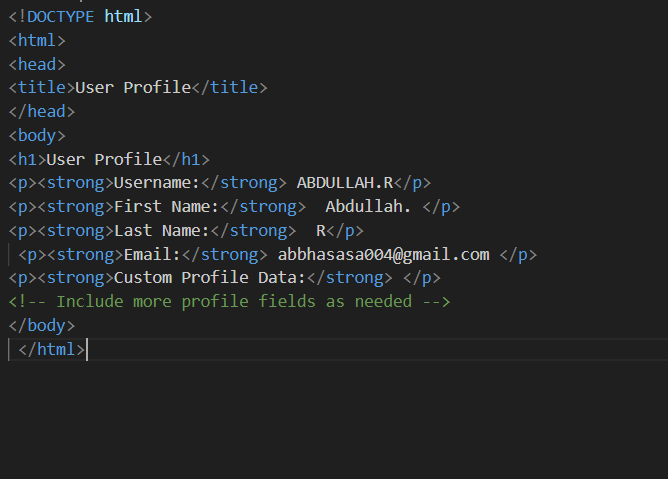 <!DOCTYPE html>
<html>
<head>
<title>User Profile</title>
</head>
<body>
<h1>User Profile</h1>
<p><strong>Username:</strong> ABDULLAH.R</p>
<p><strong>First Name:</strong>  Abdullah. </p>
<p><strong>Last Name:</strong>  R</p>
 <p><strong>Email:</strong> abbhasasa004@gmail.com </p>
<p><strong>Custom Profile Data:</strong> </p>
<!-- Include more profile fields as needed -->
</body>
 </html>